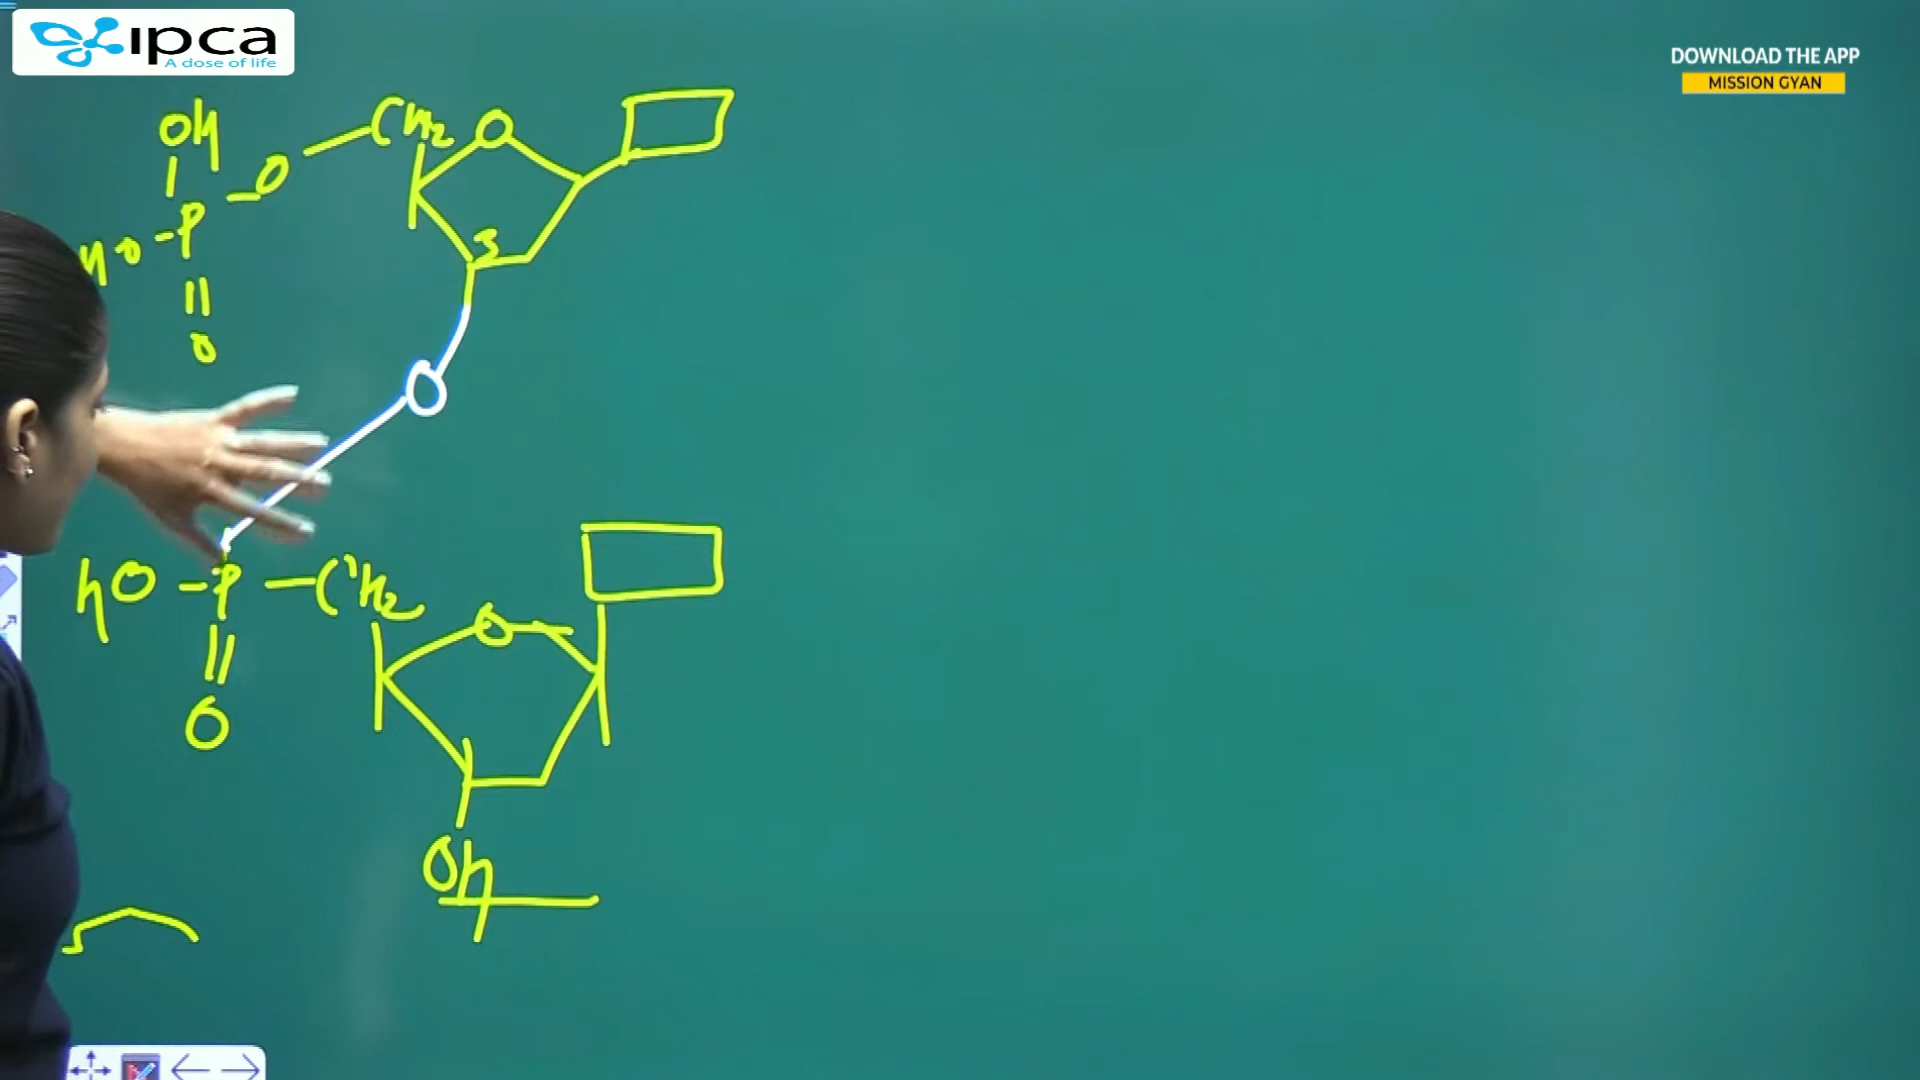 ipca
A dose of life
DOWNLOAD THE APP
MISSION GYAN
OH
P - O - CH2 O
HO - P
3
O
O
HO - P - CH2
O
O
OH